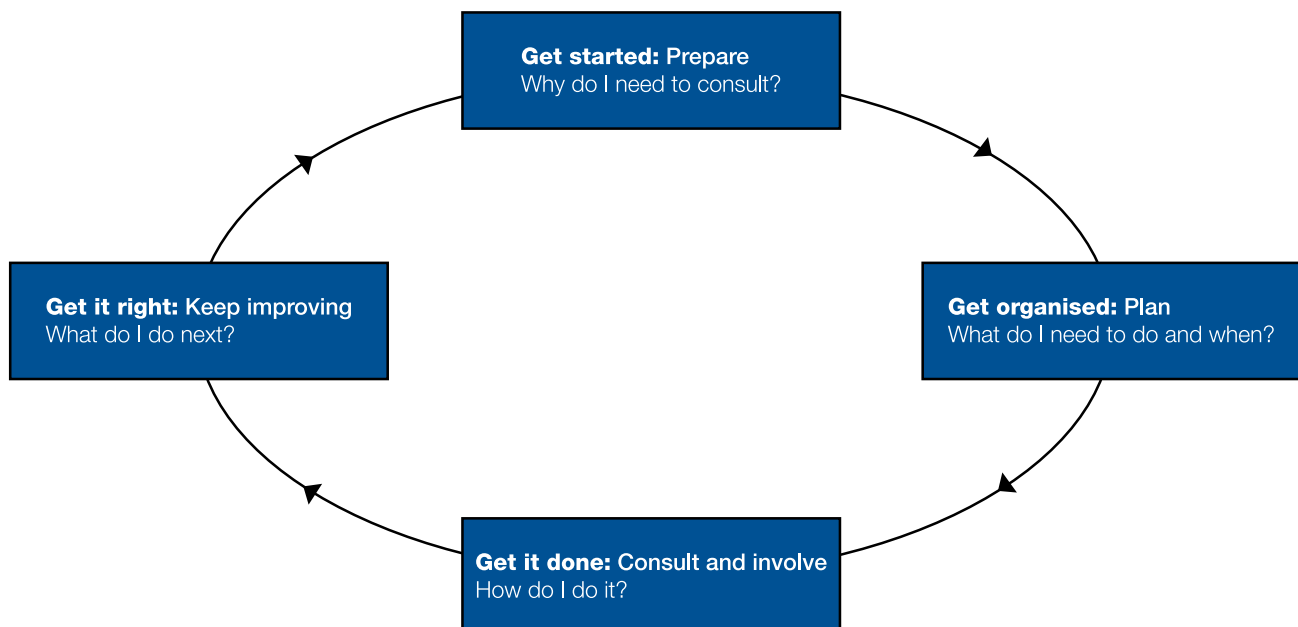 Get started: Prepare
Why do I need to consult?
Get organised: Plan
What do I need to do and when?
Get it done: Consult and involve
How do I do it?
Get it right: Keep improving
What do I do next?